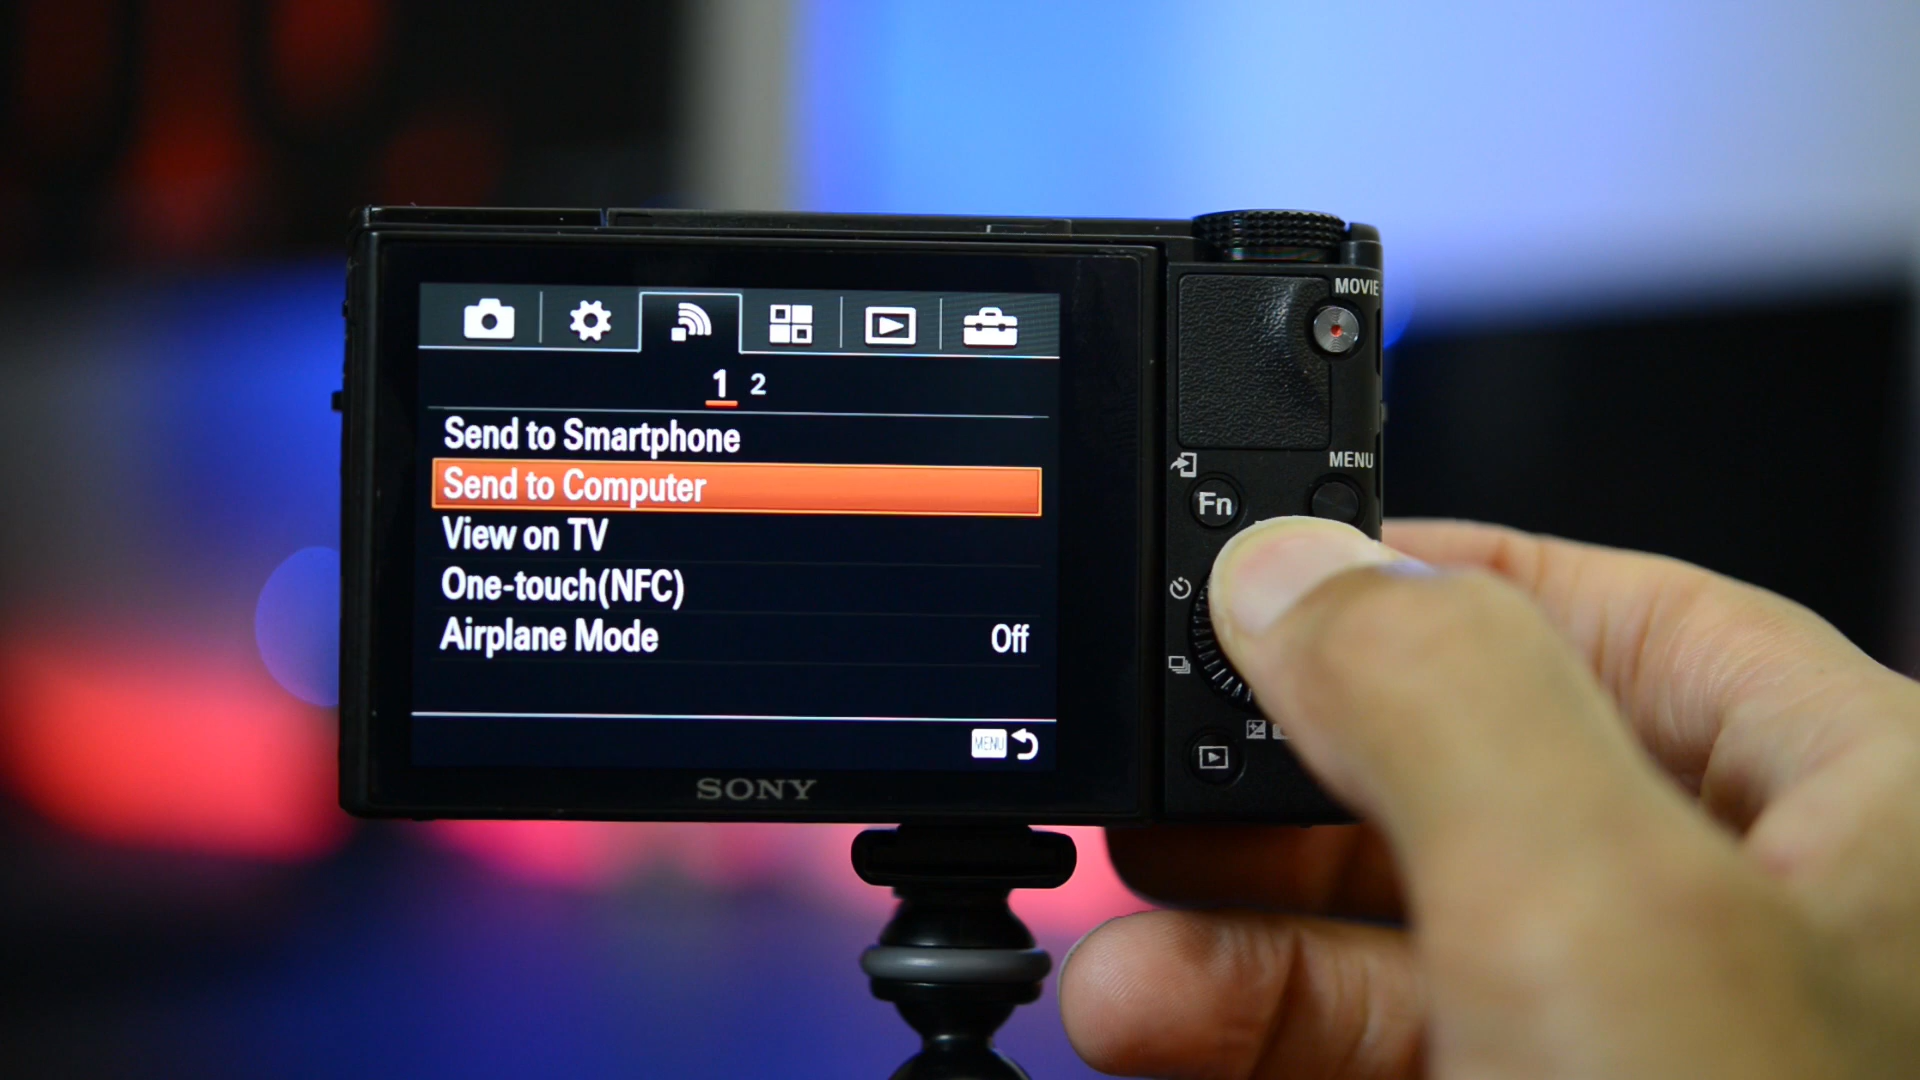 MOVIE
1 2
Send to Smartphone
MENU
Send to Computer
Fn
View on TV
One-touch(NFC)
Airplane Mode Off
MENU
SONY